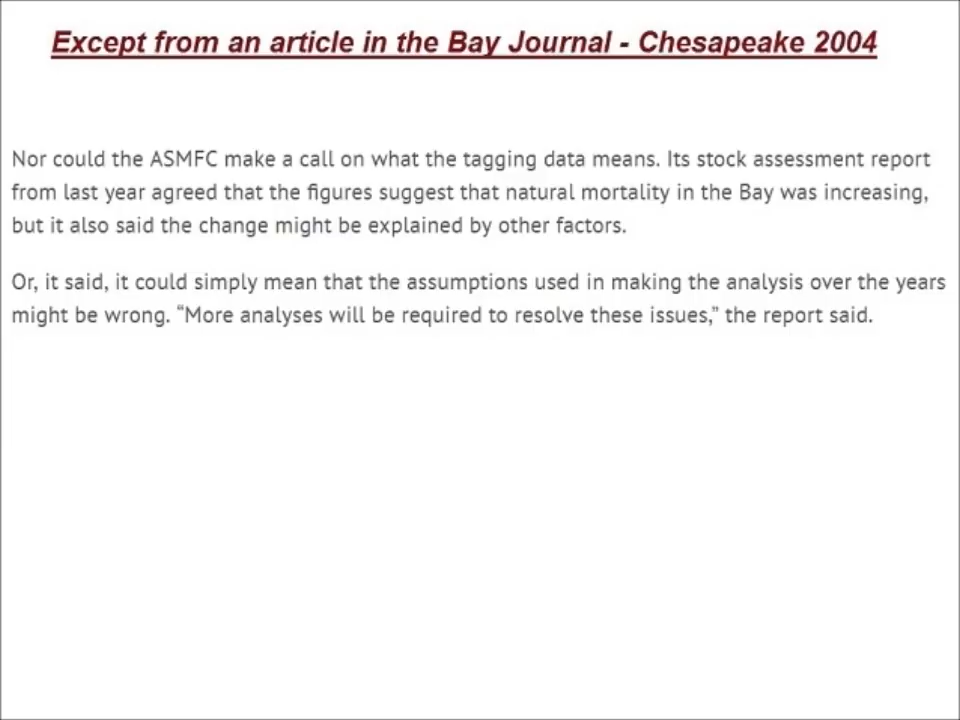 Except from an article in the Bay Journal - Chesapeake 2004
Nor could the ASMFC make a call on what the tagging data means. Its stock assessment report
from last year agreed that the figures suggest that natural mortality in the Bay was increasing,
but it also said the change might be explained by other factors.
Or, it said, it could simply mean that the assumptions used in making the analysis over the years
might be wrong. “More analyses will be required to resolve these issues,” the report said.